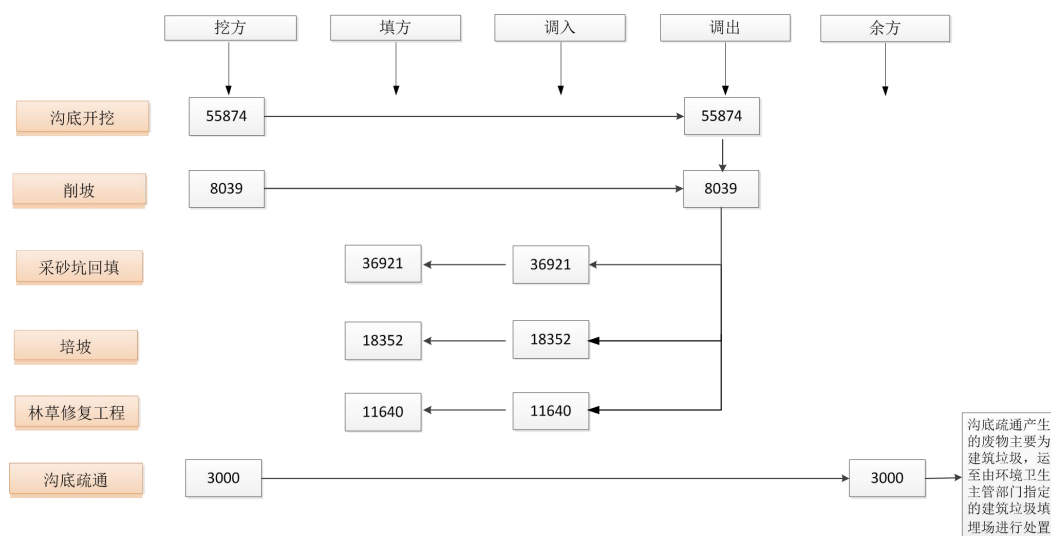 挖方
填方
调入
调出
余方
沟底开挖
55874
55874
削坡
8039
8039
采砂坑回填
36921
36921
培坡
18352
18352
林草修复工程
11640
11640
沟底疏通
3000
3000
沟底疏通产生
的废物主要为
建筑垃圾，运
至由环境卫生
主管部门指定
的建筑垃圾填
埋场进行处置